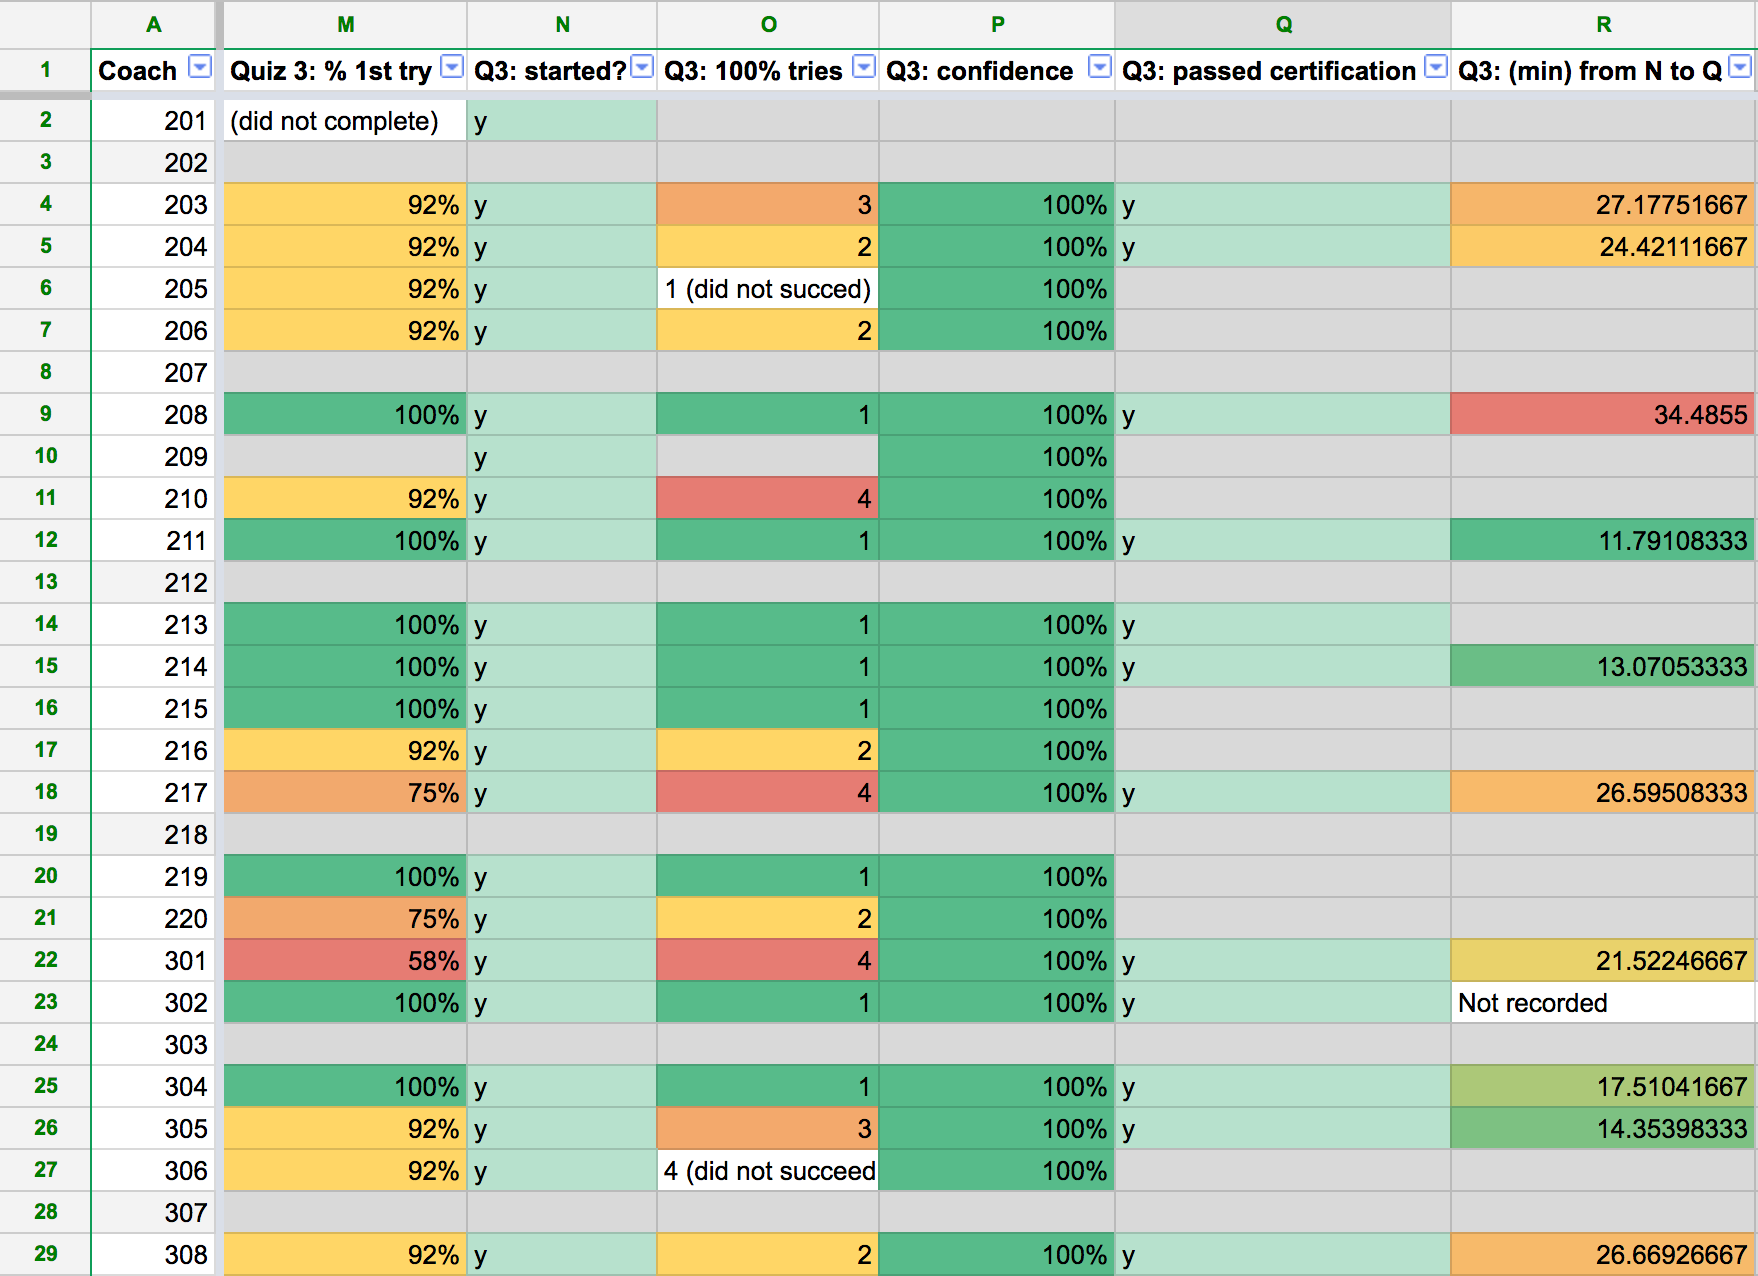 A M N O P Q R
1 Coach Quiz 3: % 1st try Q3: started? Q3: 100% tries Q3: confidence Q3: passed certification Q3: (min) from N to Q
2 201 (did not complete) y
3 202
4 203 92% y 3 100% y 27.17751667
5 204 92% y 2 100% y 24.42111667
6 205 92% y 1 (did not succed) 100%
7 206 92% y 2 100%
8 207
9 208 100% y 1 100% y 34.4855
10 209 y 100%
11 210 92% y 4 100%
12 211 100% y 1 100% y 11.79108333
13 212
14 213 100% y 1 100% y
15 214 100% y 1 100% y 13.07053333
16 215 100% y 1 100%
17 216 92% y 2 100%
18 217 75% y 4 100% y 26.59508333
19 218
20 219 100% y 1 100%
21 220 75% y 2 100%
22 301 58% y 4 100% y 21.52246667
23 302 100% y 1 100% y Not recorded
24 303
25 304 100% y 1 100% y 17.51041667
26 305 92% y 3 100% y 14.35398333
27 306 92% y 4 (did not succeed 100%
28 307
29 308 92% y 2 100% y 26.66926667